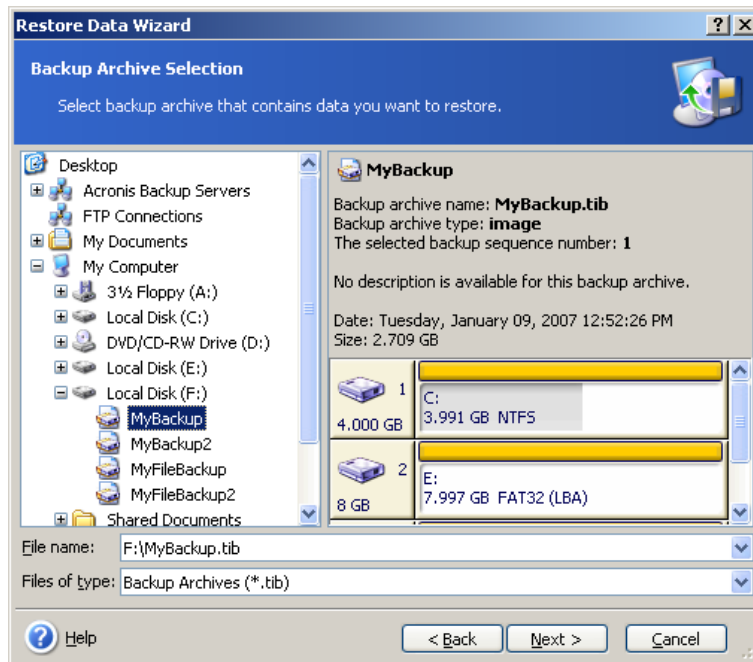 Restore Data Wizard
Backup Archive Selection
Select backup archive that contains data you want to restore.
Desktop
Acronis Backup Servers
FTP Connections
My Documents
My Computer
3½ Floppy (A:)
Local Disk (C:)
DVD/CD-RW Drive (D:)
Local Disk (E:)
Local Disk (F:)
MyBackup
MyBackup2
MyFileBackup
MyFileBackup2
Shared Documents
MyBackup
Backup archive name: MyBackup.tib
Backup archive type: image
The selected backup sequence number: 1
No description is available for this backup archive.
Date: Tuesday, January 09, 2007 12:52:26 PM
Size: 2.709 GB
1
4.000 GB
C:
3.991 GB NTFS
2
8 GB
E:
7.997 GB FAT32 (LBA)
File name: F:\MyBackup.tib
Files of type: Backup Archives (*.tib)
Help
< Back
Next >
Cancel